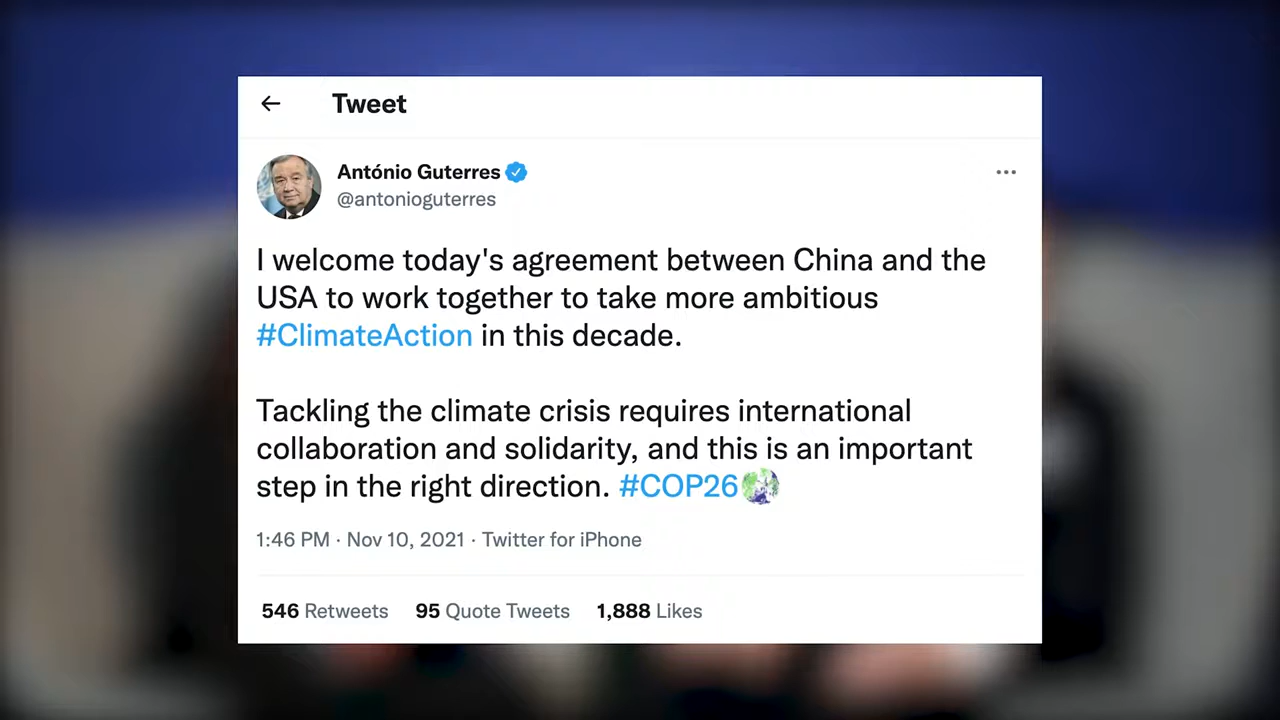 Tweet
António Guterres
@antonioguterres
I welcome today's agreement between China and the
USA to work together to take more ambitious
#ClimateAction in this decade.
Tackling the climate crisis requires international
collaboration and solidarity, and this is an important
step in the right direction. #COP26
1:46 PM · Nov 10, 2021 · Twitter for iPhone
546 Retweets 95 Quote Tweets 1,888 Likes